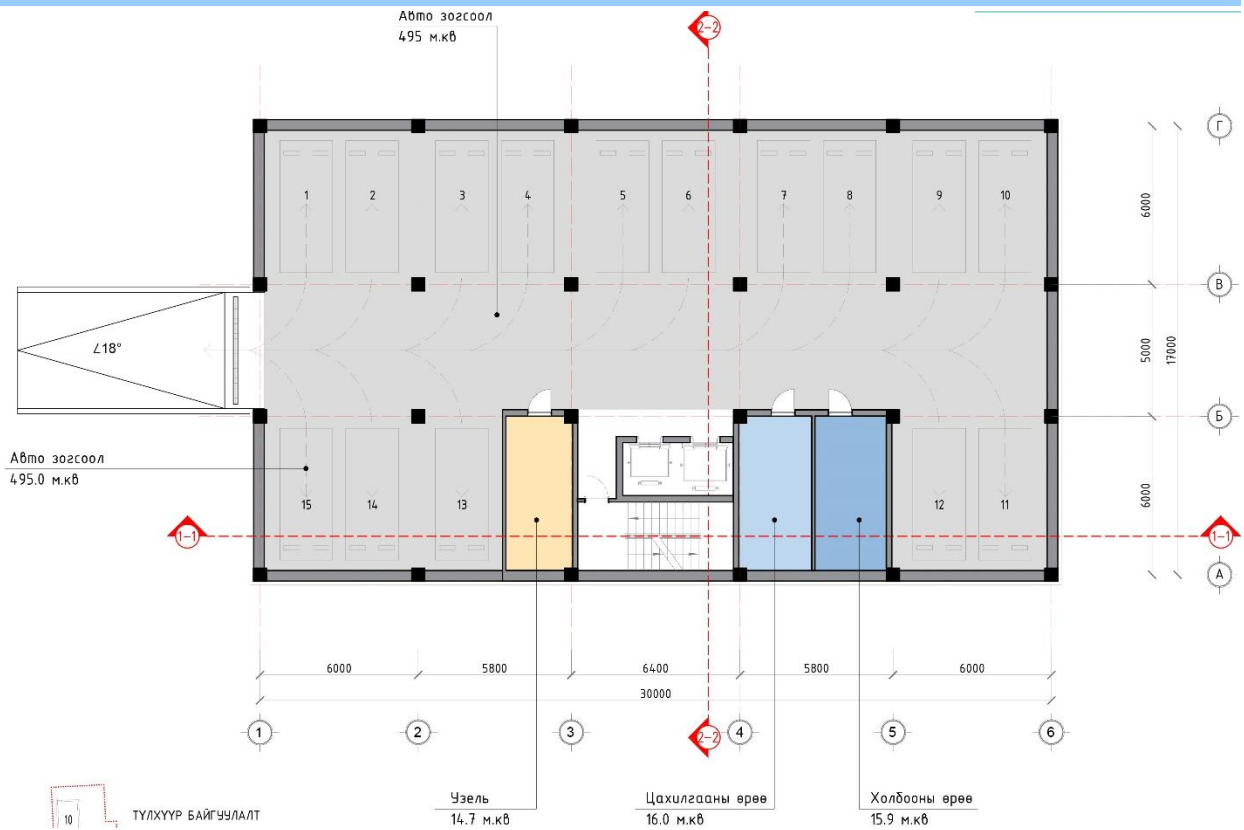 Авто зогсоол
495 м.кв
2-2
Г
1
2
3
4
5
6
7
8
9
10
6000
В
∠18°
5000
17000
Б
Авто зогсоол
495.0 м.кв
15
14
13
12
11
6000
1-1
1-1
А
6000
5800
6400
5800
6000
30000
1
2
3
2-2
4
5
6
10
ТҮЛХҮҮР БАЙГУУЛАЛТ
Узель
14.7 м.кв
Цахилгааны өрөө
16.0 м.кв
Холбооны өрөө
15.9 м.кв